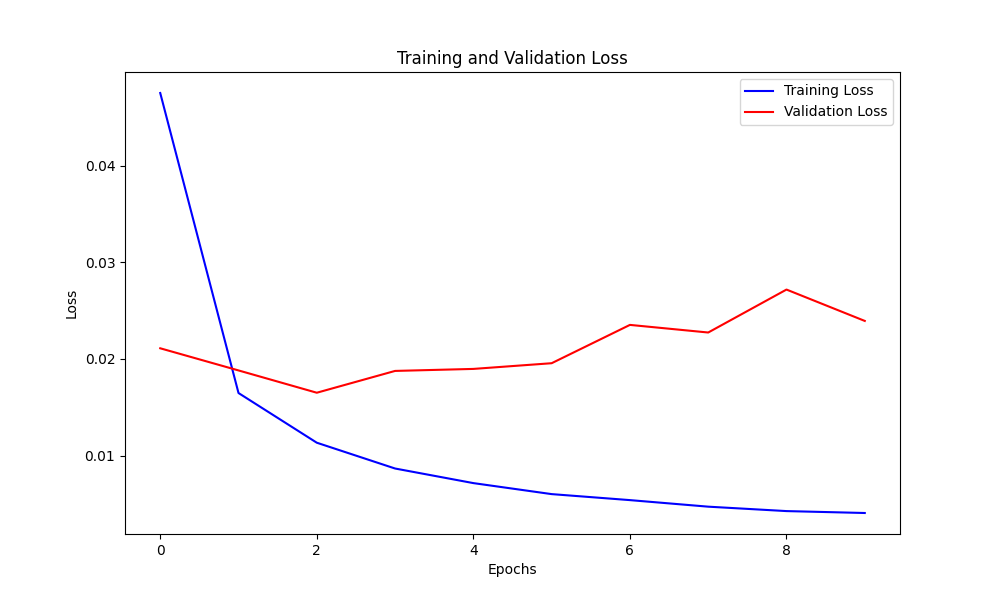 Training and Validation Loss
Training Loss
Validation Loss
0.04
0.03
0.02
0.01
Loss
0 2 4 6 8
Epochs